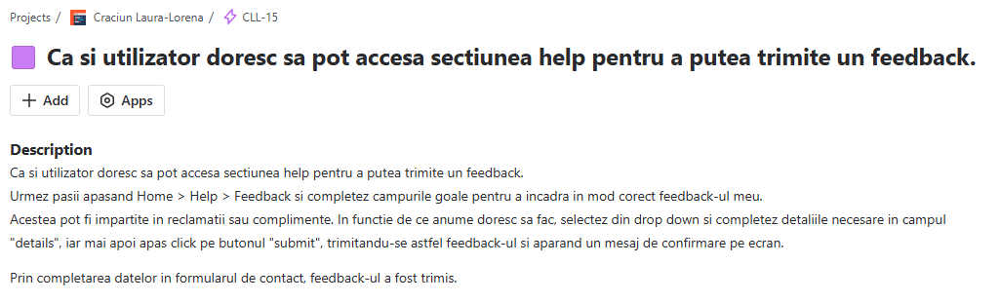 Projects / Craciun Laura-Lorena / CLL-15
Ca si utilizator doresc sa pot accesa sectiunea help pentru a putea trimite un feedback.
Add Apps
Description
Ca si utilizator doresc sa pot accesa sectiunea help pentru a putea trimite un feedback.
Urmez pasii apasand Home > Help > Feedback si completez campurile goale pentru a incadra in mod corect feedback-ul meu.
Acestea pot fi impartite in reclamatii sau complimente. In functie de ce anume doresc sa fac, selectez din drop down si completez detaliile necesare in campul
"details", iar mai apoi apas click pe butonul "submit", trimitandu-se astfel feedback-ul si aparand un mesaj de confirmare pe ecran.
Prin completarea datelor in formularul de contact, feedback-ul a fost trimis.